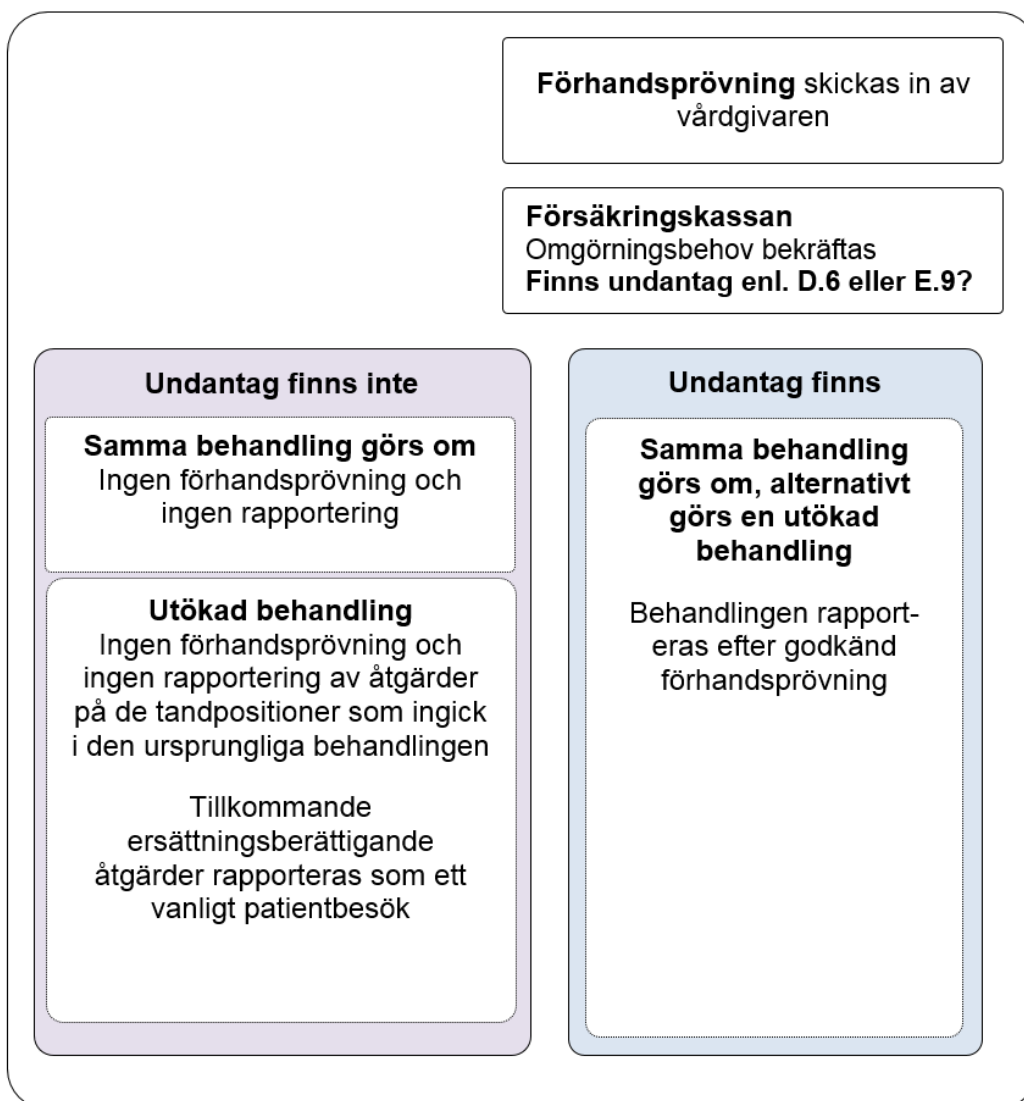 Förhandsprövning skickas in av
vårdgivaren
Försäkringskassan
Omgörningsbehov bekräftas
Finns undantag enl. D.6 eller E.9?
Undantag finns inte
Samma behandling görs om
Ingen förhandsprövning och
ingen rapportering
Utökad behandling
Ingen förhandsprövning och
ingen rapportering av åtgärder
på de tandpositioner som ingick
i den ursprungliga behandlingen
Tillkommande
ersättningsberättigande
åtgärder rapporteras som ett
vanligt patientbesök
Undantag finns
Samma behandling
görs om, alternativt
görs en utökad
behandling
Behandlingen rapport-
eras efter godkänd
förhandsprövning